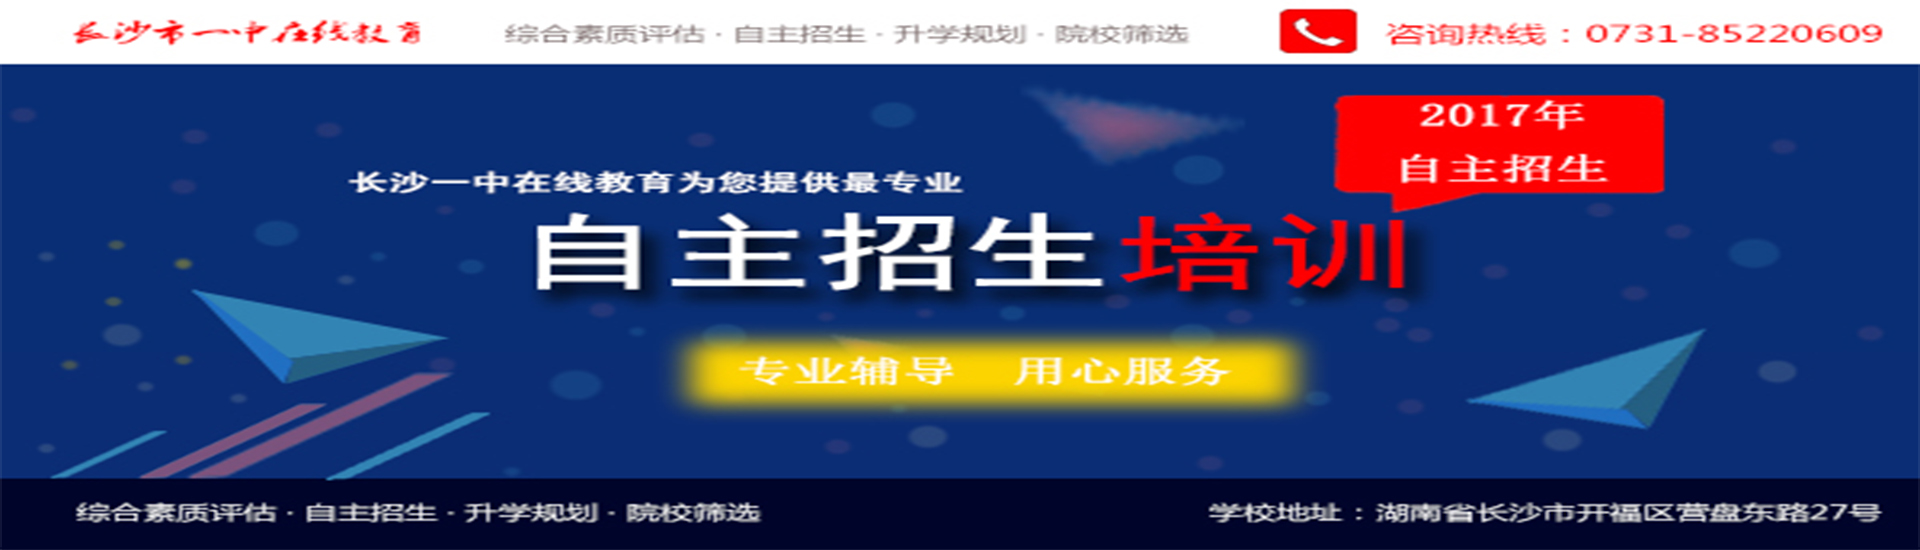 长沙市一中在线教育
综合素质评估·自主招生·升学规划·院校筛选
咨询热线：0731-85220609
2017年
自主招生
长沙一中在线教育为您提供最专业
自主招生培训
专业辅导 用心服务
综合素质评估·自主招生·升学规划·院校筛选
学校地址：湖南省长沙市开福区营盘东路27号